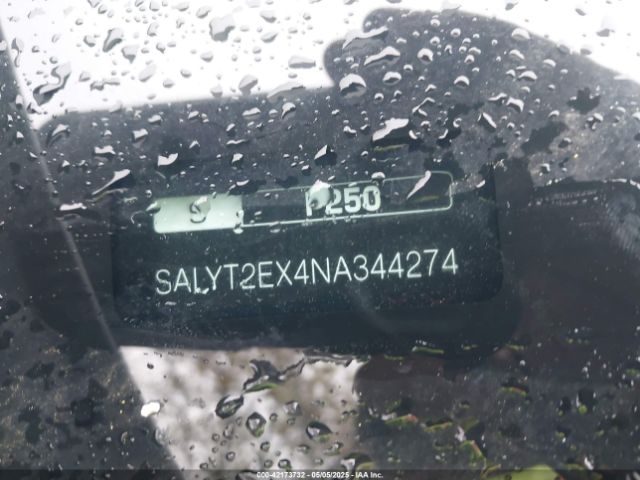 S P250
SALYT2EX4NA344274
000-42173732 - 05/05/2025 - IAA Inc.